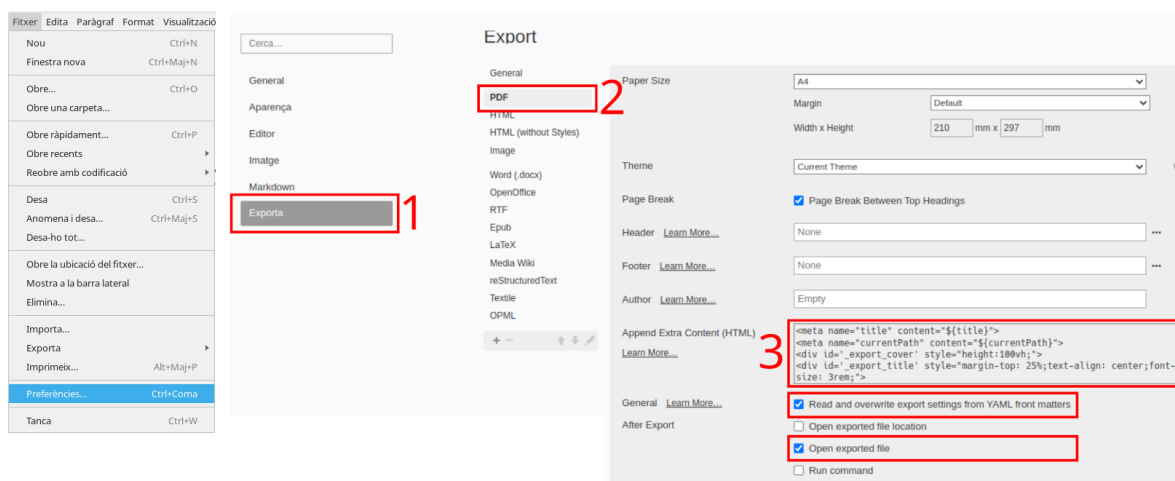 Fitxer Edita Paràgraf Format Visualització
Nou Ctrl+N
Finestra nova Ctrl+Maj+N
Obre... Ctrl+O
Obre una carpeta...
Obre ràpidament... Ctrl+P
Obre recents
Reobre amb codificació
Desa Ctrl+S
Anomena i desa... Ctrl+Maj+S
Desa-ho tot...
Obre la ubicació del fitxer...
Mostra a la barra lateral
Elimina...
Importa...
Exporta
Imprimeix... Alt+Maj+P
Preferències... Ctrl+Coma
Tanca Ctrl+W
Cerca...
General
Aparença
Editor
Imatge
Markdown
Exporta
1
Export
General
PDF
2
HTML
HTML (without Styles)
Image
Word (.docx)
OpenOffice
RTF
Epub
LaTeX
Media Wiki
reStructuredText
Textile
OPML
+ −
Paper Size A4
Margin Default
Width x Height 210 mm x 297 mm
Theme Current Theme
Page Break Page Break Between Top Headings
Header Learn More... None •••
Footer Learn More... None •••
Author Learn More... Empty
Append Extra Content (HTML)
Learn More...
3
<meta name="title" content="${title}">
<meta name="currentPath" content="${currentPath}">
<div id='_export_cover' style="height:100vh;">
<div id='_export_title' style="margin-top: 25%;text-align: center;font-
size: 3rem;">
General Learn More... Read and overwrite export settings from YAML front matters
After Export Open exported file location
Open exported file
Run command